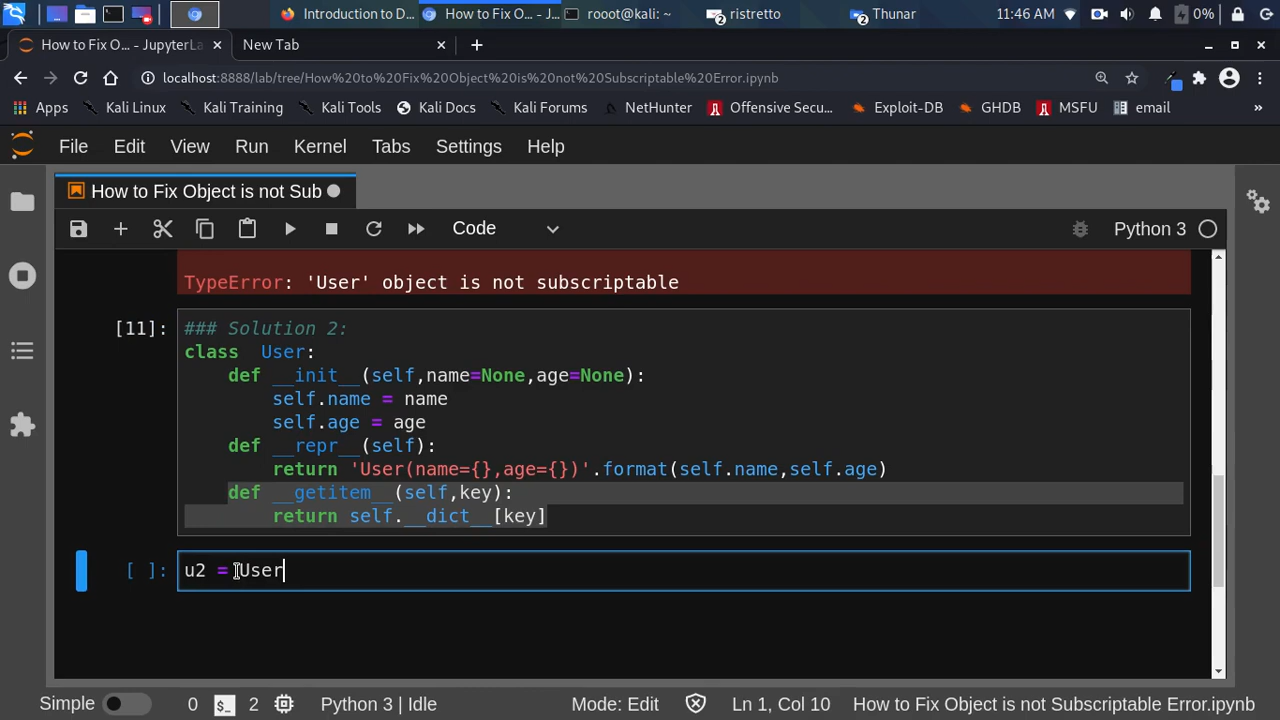 Introduction to D...
How to Fix O... - J...
rooot@kali: ~
ristretto
Thunar
11:46 AM
0%
How to Fix O... - JupyterLa
New Tab
localhost:8888/lab/tree/How%20to%20Fix%20Object%20is%20not%20Subscriptable%20Error.ipynb
Apps
Kali Linux
Kali Training
Kali Tools
Kali Docs
Kali Forums
NetHunter
Offensive Secu...
Exploit-DB
GHDB
MSFU
email
»
File
Edit
View
Run
Kernel
Tabs
Settings
Help
How to Fix Object is not Sub
Code
Python 3
TypeError: 'User' object is not subscriptable
[11]:
### Solution 2:
class  User:
    def __init__(self,name=None,age=None):
        self.name = name
        self.age = age
    def __repr__(self):
        return 'User(name={},age={})'.format(self.name,self.age)
    def __getitem__(self,key):
        return self.__dict__[key]
[ ]:
u2 = User
Simple
0
2
Python 3 | Idle
Mode: Edit
Ln 1, Col 10
How to Fix Object is not Subscriptable Error.ipynb